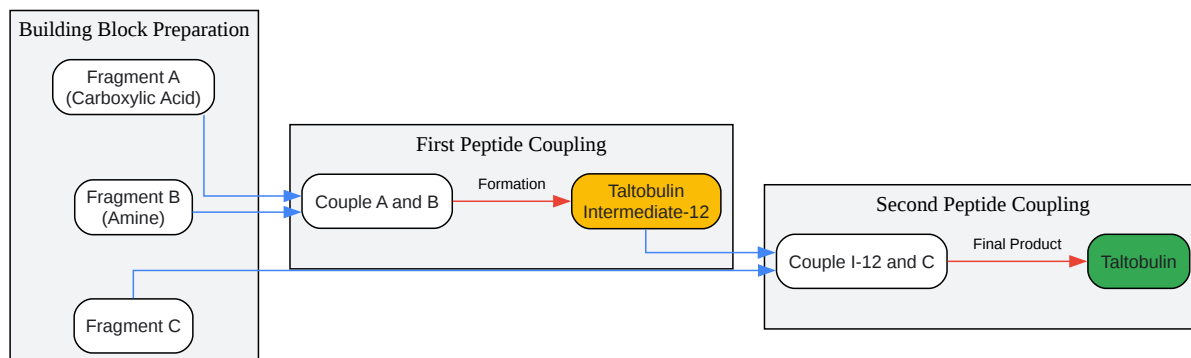 Building Block Preparation
Fragment A
(Carboxylic Acid)
Fragment B
(Amine)
Fragment C
First Peptide Coupling
Couple A and B
Formation
Taltobulin
Intermediate-12
Second Peptide Coupling
Couple I-12 and C
Final Product
Taltobulin